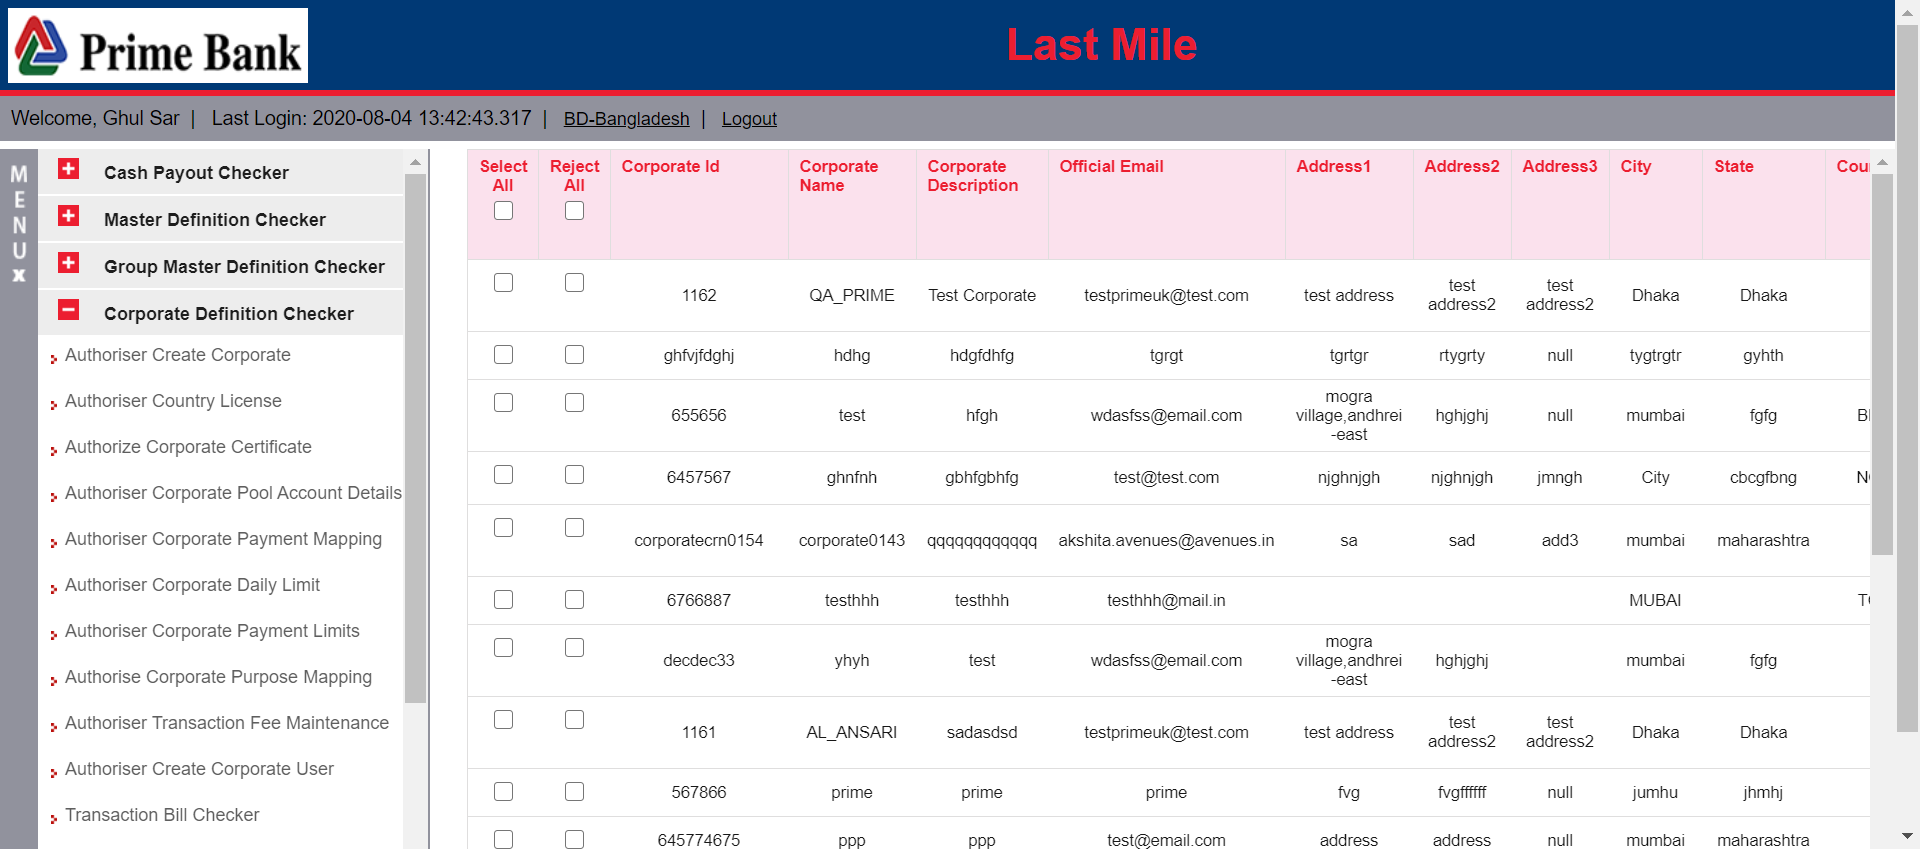 Prime Bank
Last Mile
Welcome, Ghul Sar | Last Login: 2020-08-04 13:42:43.317 | BD-Bangladesh | Logout
MENU x
Cash Payout Checker
Master Definition Checker
Group Master Definition Checker
Corporate Definition Checker
Authoriser Create Corporate
Authoriser Country License
Authorize Corporate Certificate
Authoriser Corporate Pool Account Details
Authoriser Corporate Payment Mapping
Authoriser Corporate Daily Limit
Authoriser Corporate Payment Limits
Authorise Corporate Purpose Mapping
Authoriser Transaction Fee Maintenance
Authoriser Create Corporate User
Transaction Bill Checker
Select All Reject All Corporate Id Corporate Name Corporate Description Official Email Address1 Address2 Address3 City State
1162 QA_PRIME Test Corporate testprimeuk@test.com test address test address2 test address2 Dhaka Dhaka
ghfvjfdghj hdhg hdgfdhfg tgrgt tgrtgr rtygrty null tygtrgtr gyhth
655656 test hfgh wdasfss@email.com mogra village,andhrei-east hghjghj null mumbai fgfg
6457567 ghnfnh gbhfgbhfg test@test.com njghnjgh njghnjgh jmngh City cbcgfbng
corporatecrn0154 corporate0143 qqqqqqqqqqqq akshita.avenues@avenues.in sa sad add3 mumbai maharashtra
6766887 testhhh testhhh testhhh@mail.in MUBAI
decdec33 yhyh test wdasfss@email.com mogra village,andhrei-east hghjghj mumbai fgfg
1161 AL_ANSARI sadasdsd testprimeuk@test.com test address test address2 test address2 Dhaka Dhaka
567866 prime prime prime fvg fvgffffff null jumhu jhmhj
645774675 ppp ppp test@email.com address address null mumbai maharashtra